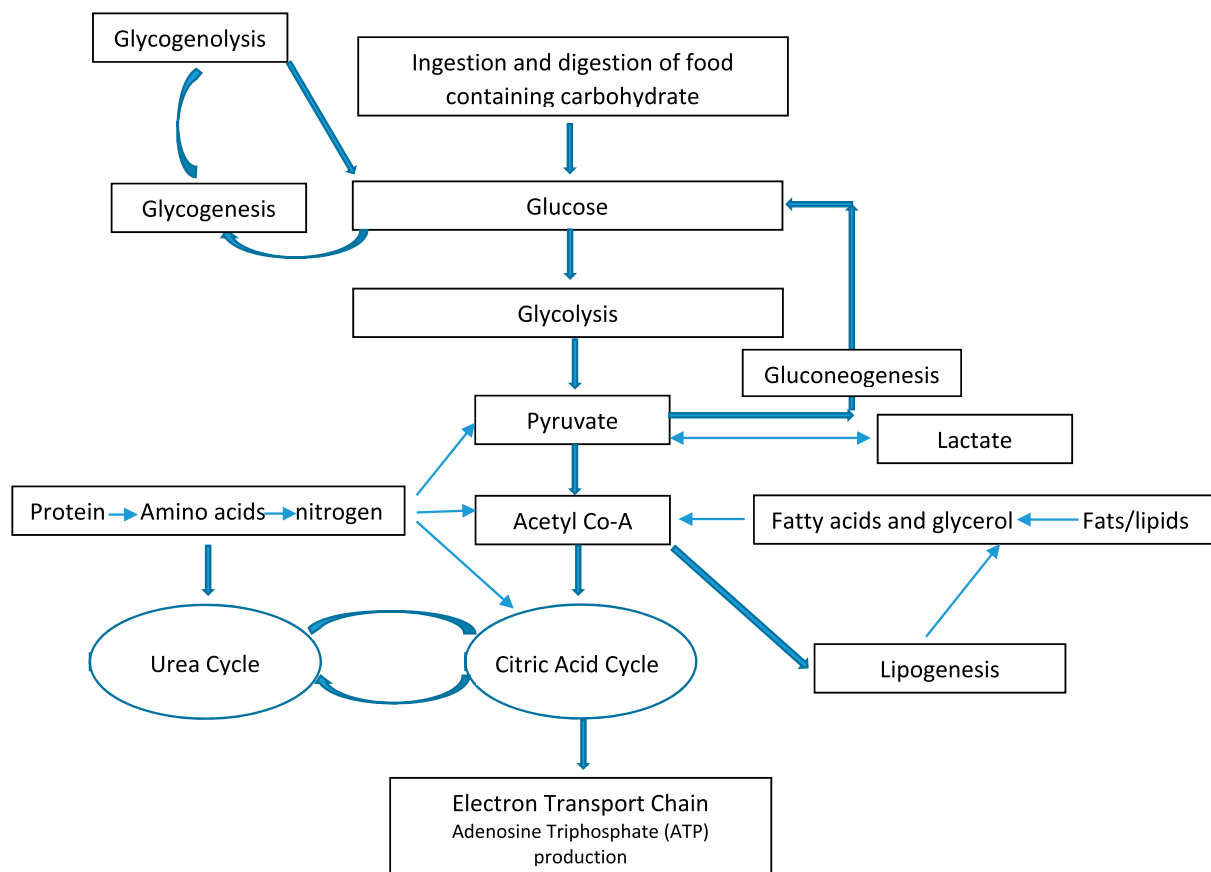 Glycogenolysis
Ingestion and digestion of food
containing carbohydrate
Glycogenesis
Glucose
Glycolysis
Gluconeogenesis
Pyruvate
Lactate
Protein Amino acids nitrogen
Acetyl Co-A
Fatty acids and glycerol Fats/lipids
Urea Cycle
Citric Acid Cycle
Lipogenesis
Electron Transport Chain
Adenosine Triphosphate (ATP)
production